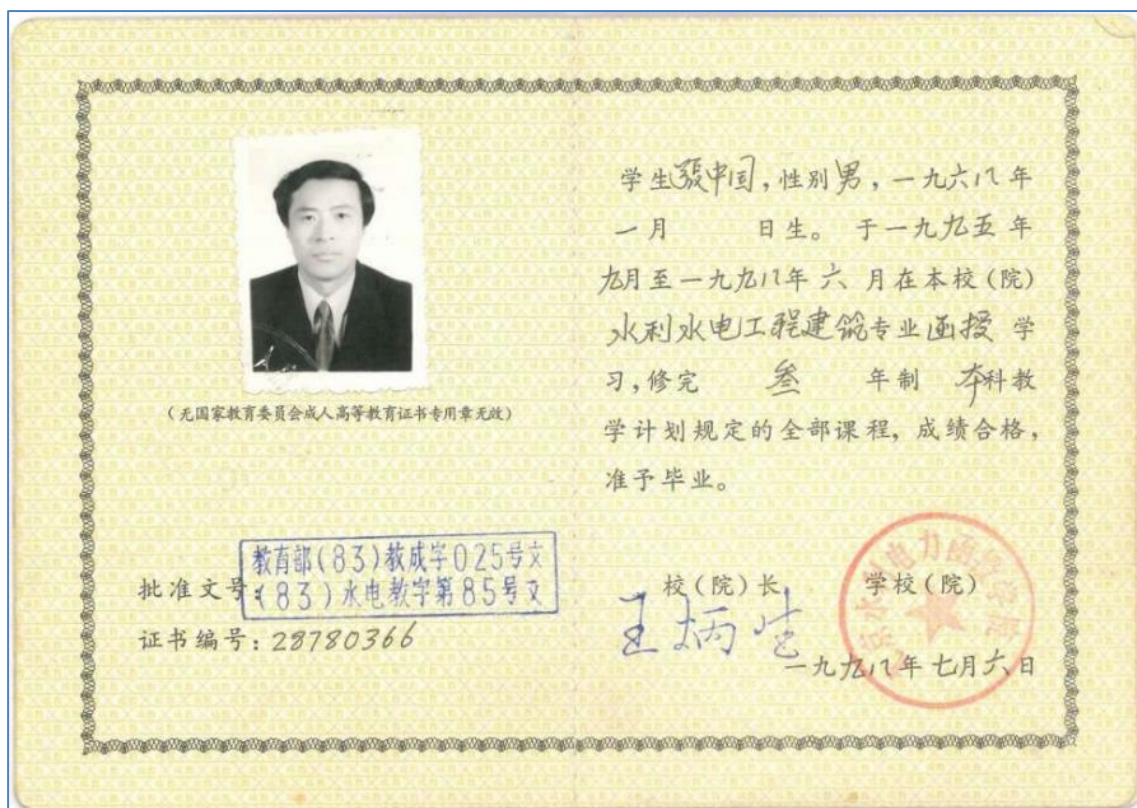 (无国家教育委员会成人高等教育证书专用章无效)
教育部(83)教成字025号文
(83)水电教字第85号文
批准文号:
证书编号:28780366
学生張中国,性别男,一九六八年
一月 日生。于一九九五年
九月至一九九八年六月在本校(院)
水利水电工程建筑专业函授学
习,修完 叁 年制 本科教
学计划规定的全部课程,成绩合格,
准予毕业。
校(院)长 学校(院)
王炳生
一九九八年七月六日